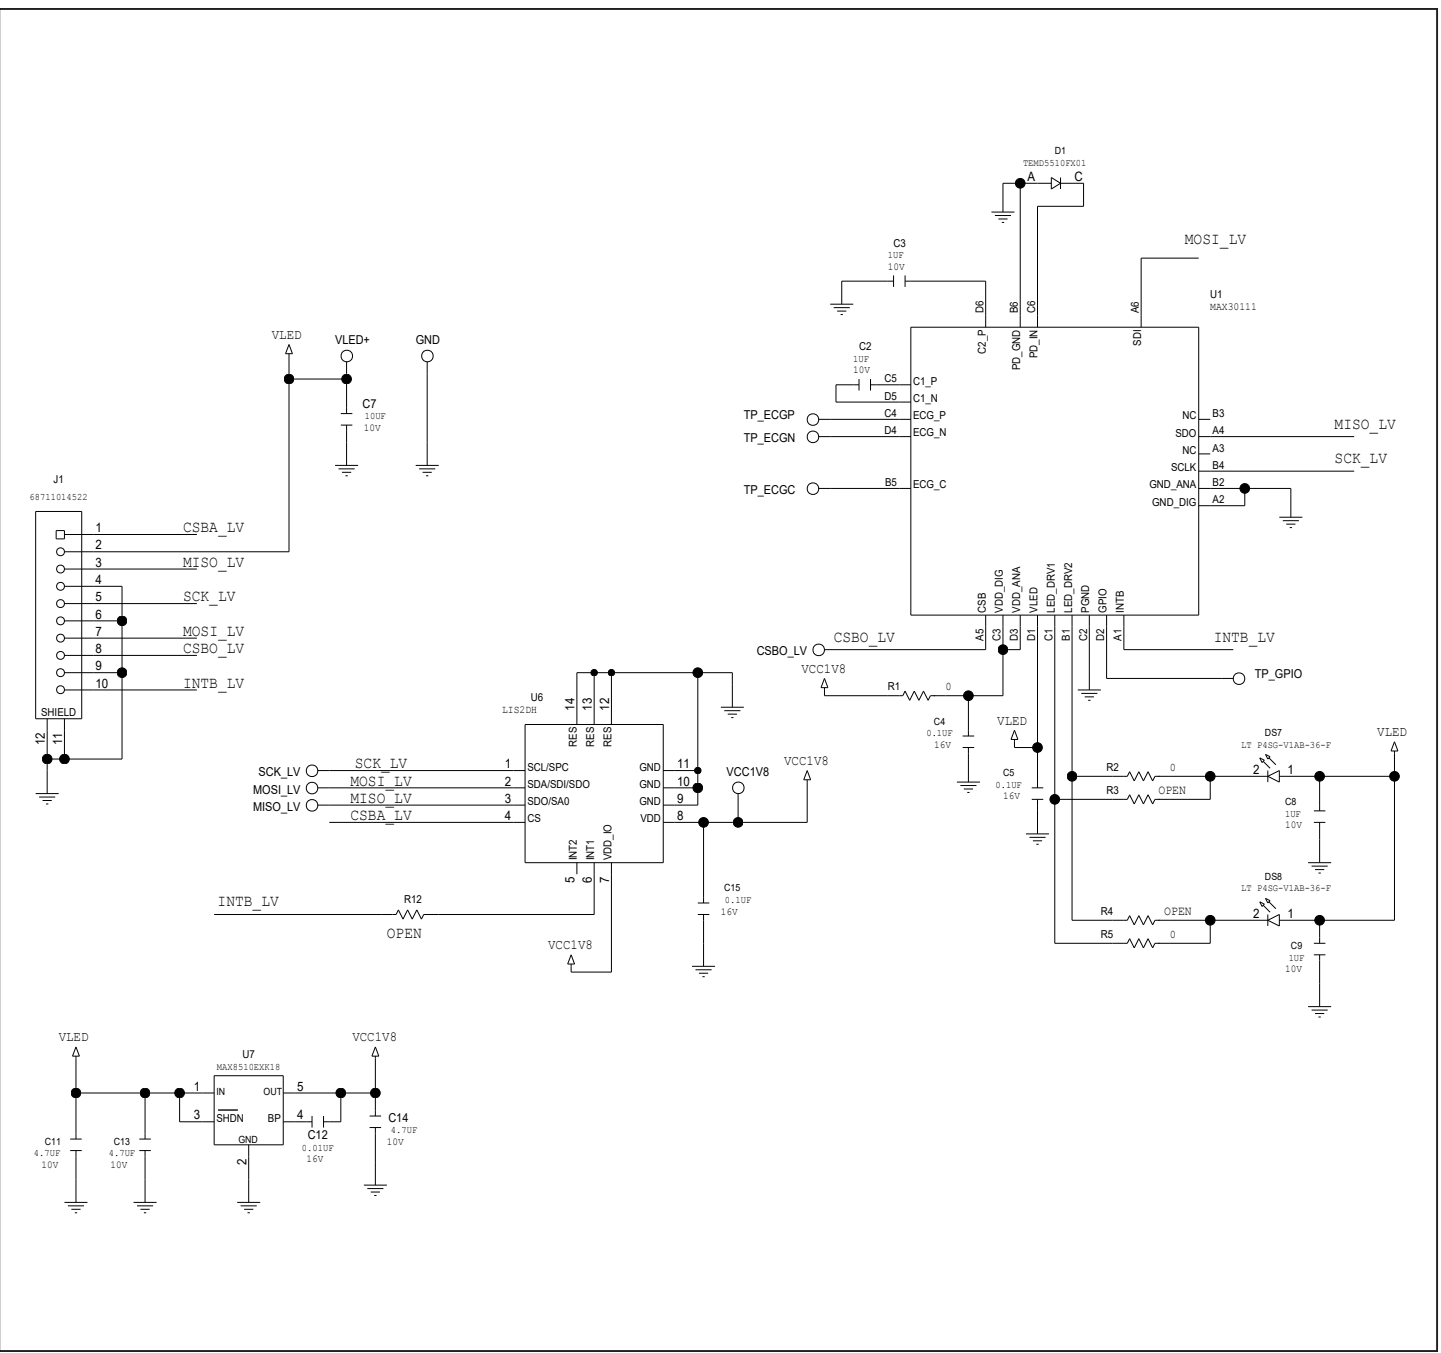 D1
TEMD5510FX01
A
C
MOSI_LV
C3
1UF
10V
D6
B6
C6
A6
U1
MAX30111
C2_P
PD_GND
PD_IN
SDI
C2
1UF
10V
C5
C1_P
D5
C1_N
TP_ECGP
C4
ECG_P
TP_ECGN
D4
ECG_N
TP_ECGC
B5
ECG_C
NC
B3
SDO
A4
MISO_LV
NC
A3
SCLK
B4
SCK_LV
GND_ANA
B2
GND_DIG
A2
CSB
VDD_DIG
VDD_ANA
VLED
LED_DRV1
LED_DRV2
PGND
GPIO
INTB
A5
C3
D3
D1
C1
B1
C2
D2
A1
CSBO_LV
CSBO_LV
INTB_LV
TP_GPIO
VCC1V8
R1
0
C4
0.1UF
16V
VLED
C5
0.1UF
16V
R2
0
R3
OPEN
DS7
LT P4SG-V1AB-36-F
2
1
VLED
C8
1UF
10V
R4
OPEN
R5
0
DS8
LT P4SG-V1AB-36-F
2
1
C9
1UF
10V
VLED
VLED+
GND
C7
10UF
10V
J1
68711014522
1
CSBA_LV
2
3
MISO_LV
4
5
SCK_LV
6
7
MOSI_LV
8
CSBO_LV
9
10
INTB_LV
SHIELD
12
11
U6
LIS2DH
14
13
12
RES
RES
RES
SCK_LV
SCK_LV
1
SCL/SPC
MOSI_LV
MOSI_LV
2
SDA/SDI/SDO
MISO_LV
MISO_LV
3
SDO/SA0
CSBA_LV
4
CS
GND
11
GND
10
GND
9
VDD
8
VCC1V8
VCC1V8
INT2
INT1
VDD_IO
5
6
7
C15
0.1UF
16V
INTB_LV
R12
OPEN
VCC1V8
VLED
VCC1V8
U7
MAX8510EXK18
1
IN
OUT
5
3
SHDN
BP
4
GND
2
C11
4.7UF
10V
C13
4.7UF
10V
C12
0.01UF
16V
C14
4.7UF
10V